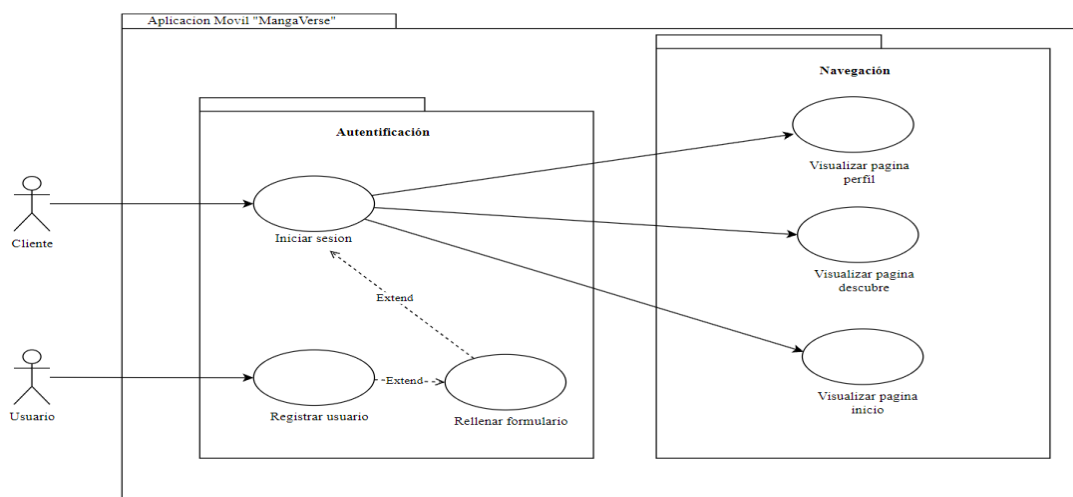 Aplicacion Movil "MangaVerse"
Navegación
Autentificación
Visualizar pagina
perfil
Cliente
Iniciar sesion
Visualizar pagina
descubre
Extend
Usuario
Registrar usuario
Extend
Rellenar formulario
Visualizar pagina
inicio